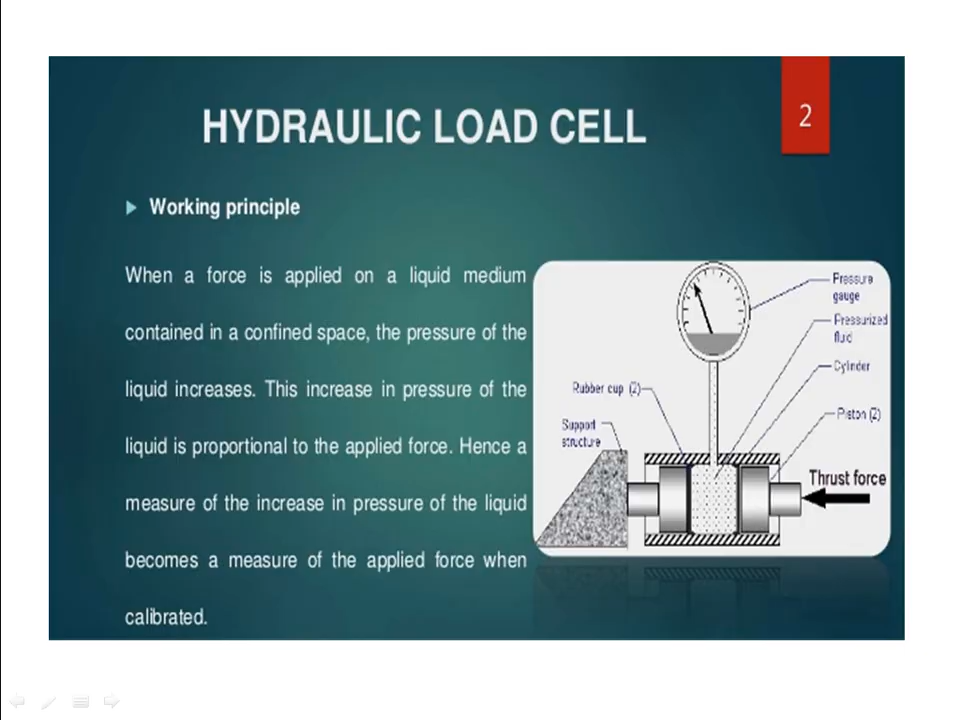 HYDRAULIC LOAD CELL
2
Working principle
When a force is applied on a liquid medium
contained in a confined space, the pressure of the
liquid increases. This increase in pressure of the
liquid is proportional to the applied force. Hence a
measure of the increase in pressure of the liquid
becomes a measure of the applied force when
calibrated.
Pressure
gauge
Pressurized
fluid
Cylinder
Rubber cup (2)
Piston (2)
Support
structure
Thrust force